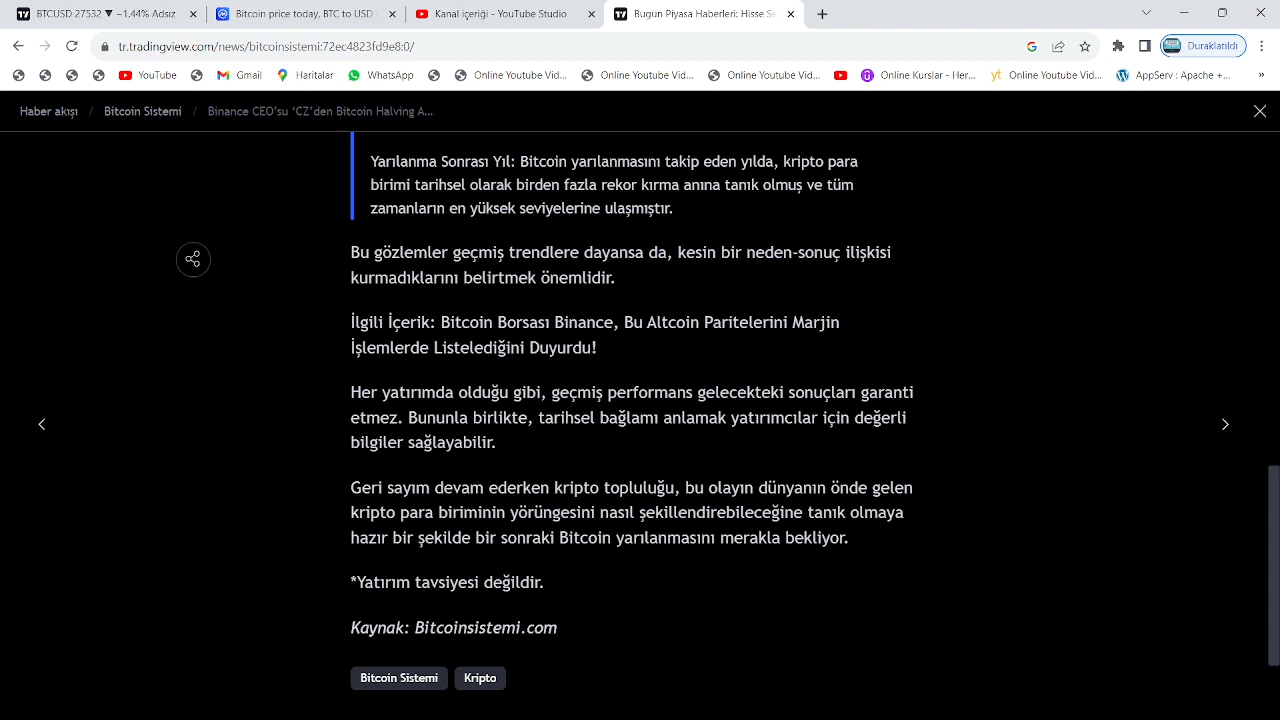 BTCUSD 27532 ▼ −1.44% Adsız
Bitcoin price today, BTC to USD
Kanal içeriği - YouTube Studio
Bugün Piyasa Haberleri: Hisse Se
tr.tradingview.com/news/bitcoinsistemi:72ec4823fd9e8:0/
Duraklatıldı
YouTube
Gmail
Haritalar
WhatsApp
Online Youtube Vid...
Online Youtube Vid...
Online Youtube Vid...
Online Kurslar - Her...
yt Online Youtube Vid...
AppServ : Apache +...
»
Haber akışı / Bitcoin Sistemi / Binance CEO'su ‘CZ’den Bitcoin Halving A...
Yarılanma Sonrası Yıl: Bitcoin yarılanmasını takip eden yılda, kripto para
birimi tarihsel olarak birden fazla rekor kırma anına tanık olmuş ve tüm
zamanların en yüksek seviyelerine ulaşmıştır.
Bu gözlemler geçmiş trendlere dayansa da, kesin bir neden-sonuç ilişkisi
kurmadıklarını belirtmek önemlidir.
İlgili İçerik: Bitcoin Borsası Binance, Bu Altcoin Paritelerini Marjin
İşlemlerde Listelediğini Duyurdu!
Her yatırımda olduğu gibi, geçmiş performans gelecekteki sonuçları garanti
etmez. Bununla birlikte, tarihsel bağlamı anlamak yatırımcılar için değerli
bilgiler sağlayabilir.
Geri sayım devam ederken kripto topluluğu, bu olayın dünyanın önde gelen
kripto para biriminin yörüngesini nasıl şekillendirebileceğine tanık olmaya
hazır bir şekilde bir sonraki Bitcoin yarılanmasını merakla bekliyor.
*Yatırım tavsiyesi değildir.
Kaynak: Bitcoinsistemi.com
Bitcoin Sistemi
Kripto